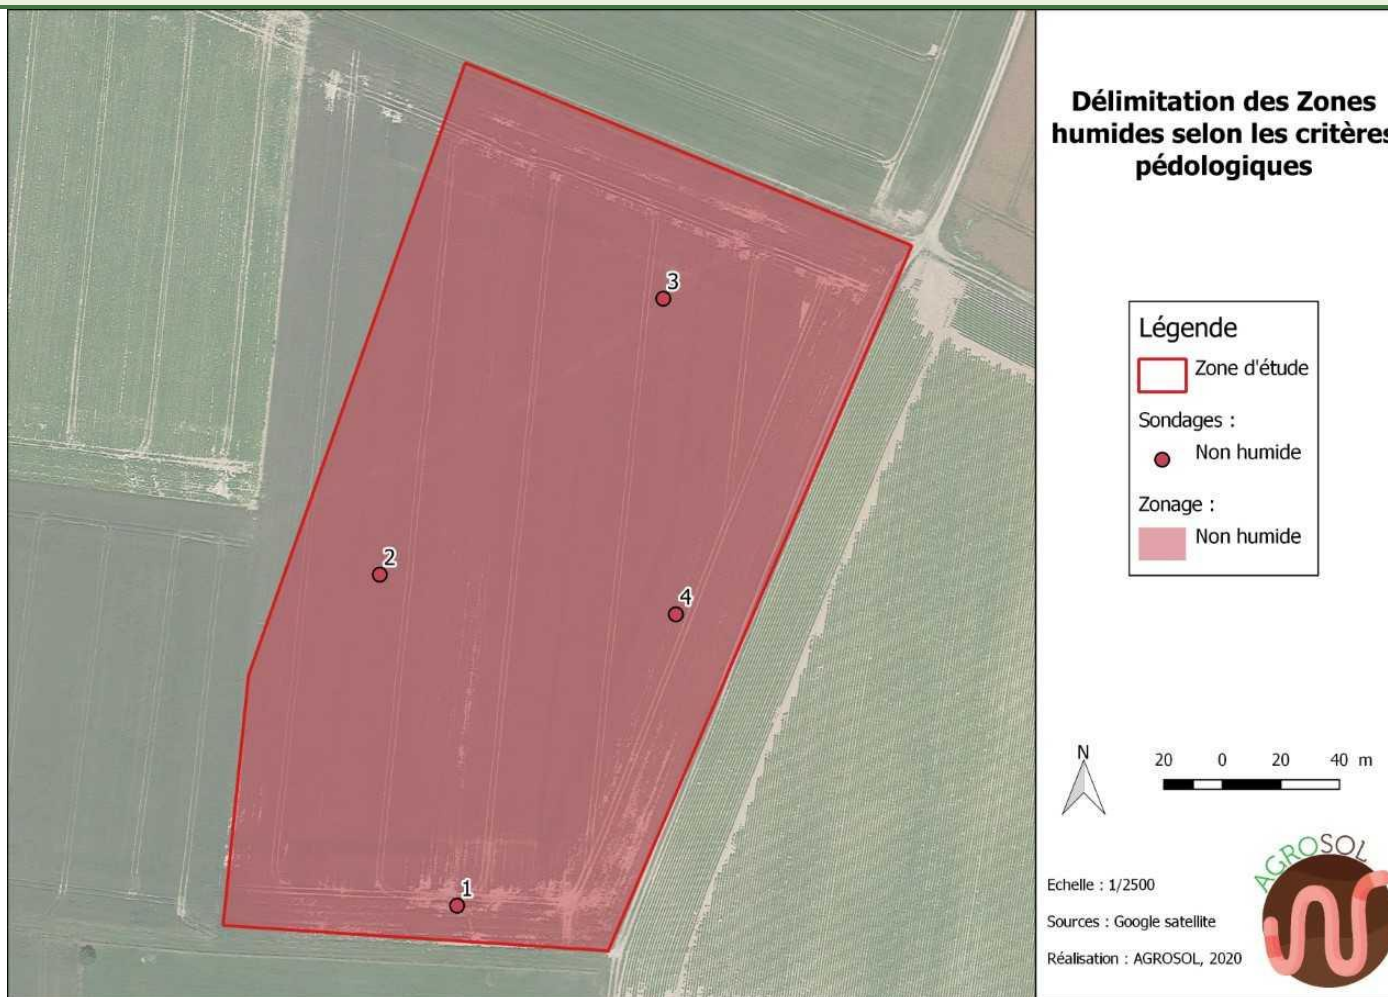 Délimitation des Zones
humides selon les critères
pédologiques
3
2
4
1
Légende
Zone d'étude
Sondages :
Non humide
Zonage :
Non humide
N
20 0 20 40 m
AGROSOL
Echelle : 1/2500
Sources : Google satellite
Réalisation : AGROSOL, 2020